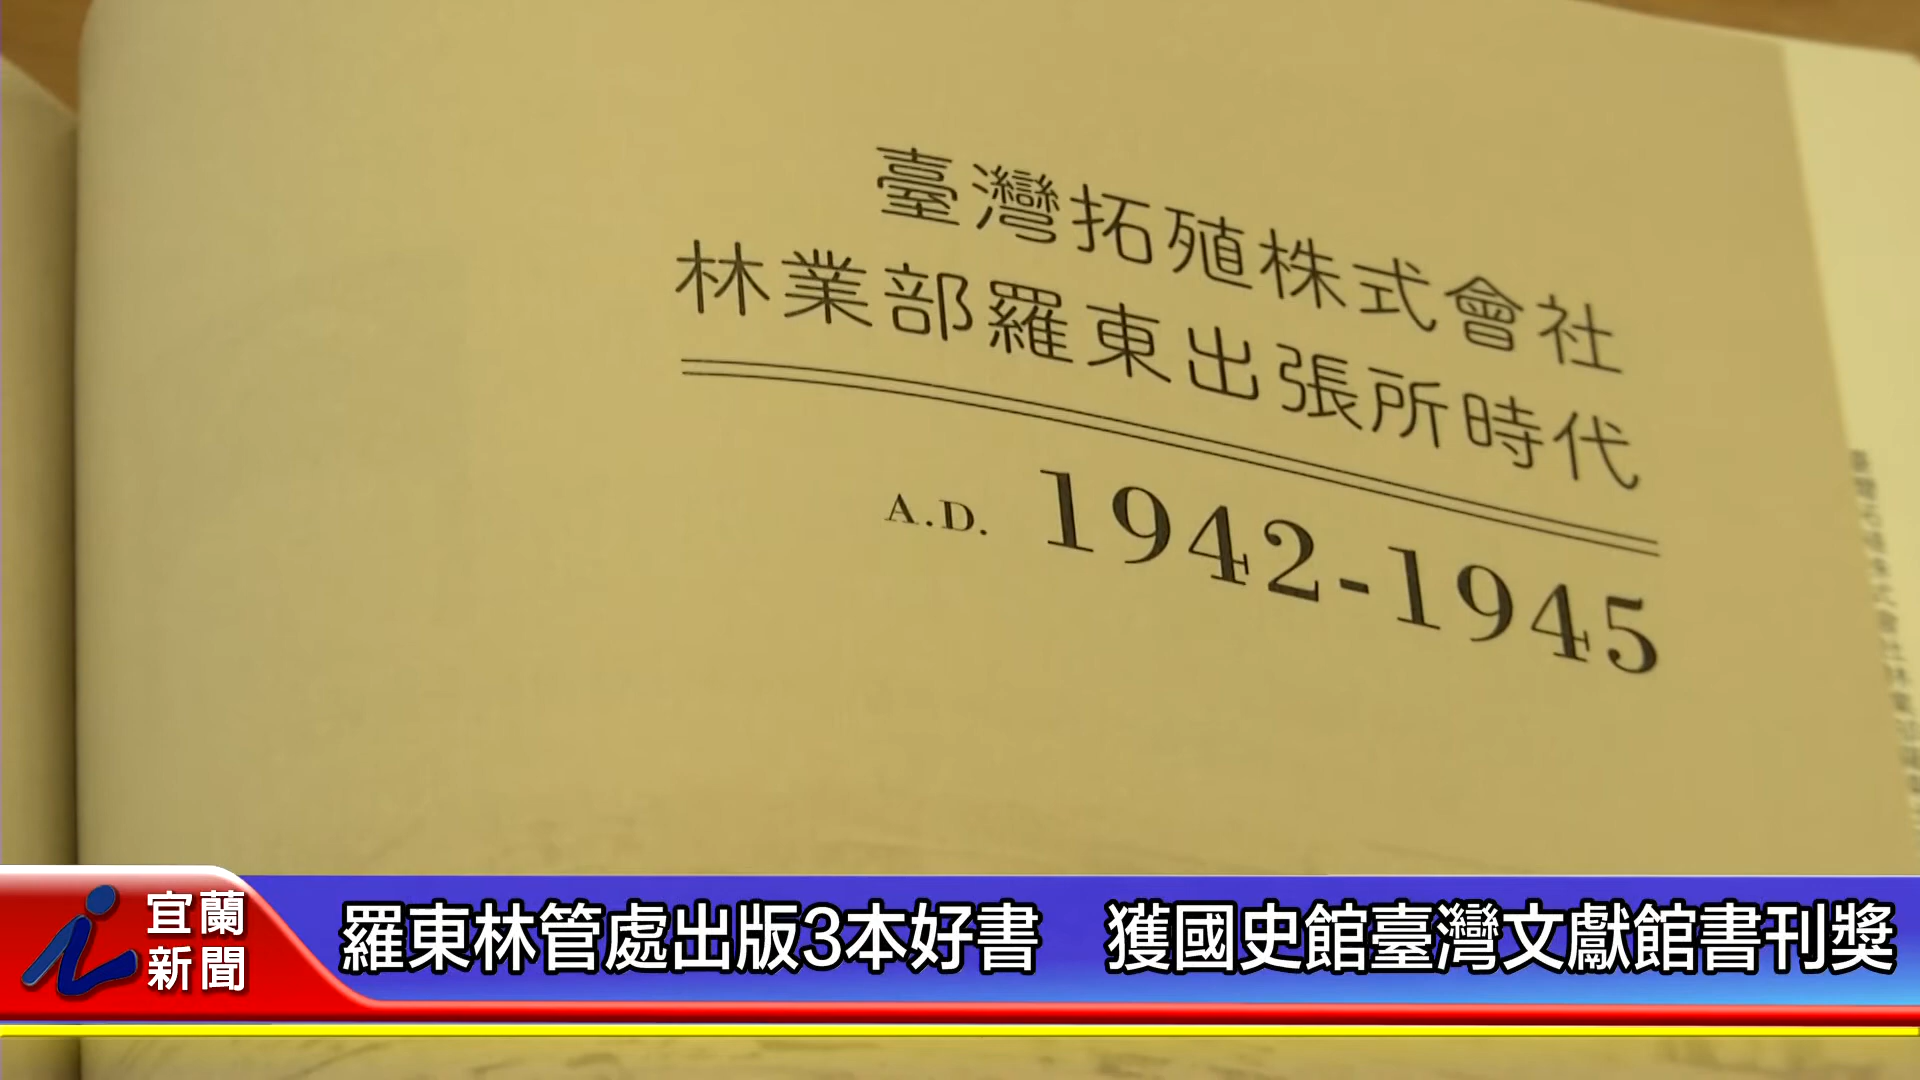 臺灣拓殖株式會社
林業部羅東出張所時代
A.D. 1942-1945
宜蘭
新聞
羅東林管處出版3本好書 獲國史館臺灣文獻館書刊獎